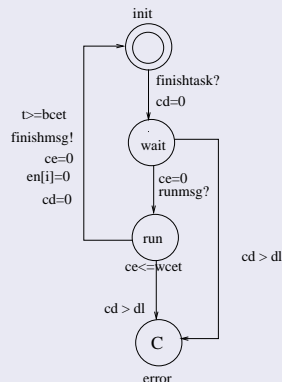 init
finishtask?
cd=0
t>=bcet
finishmsg!
ce=0
en[i]=0
cd=0
wait
ce=0
runmsg?
run
ce<=wcet
cd > dl
cd > dl
C
error